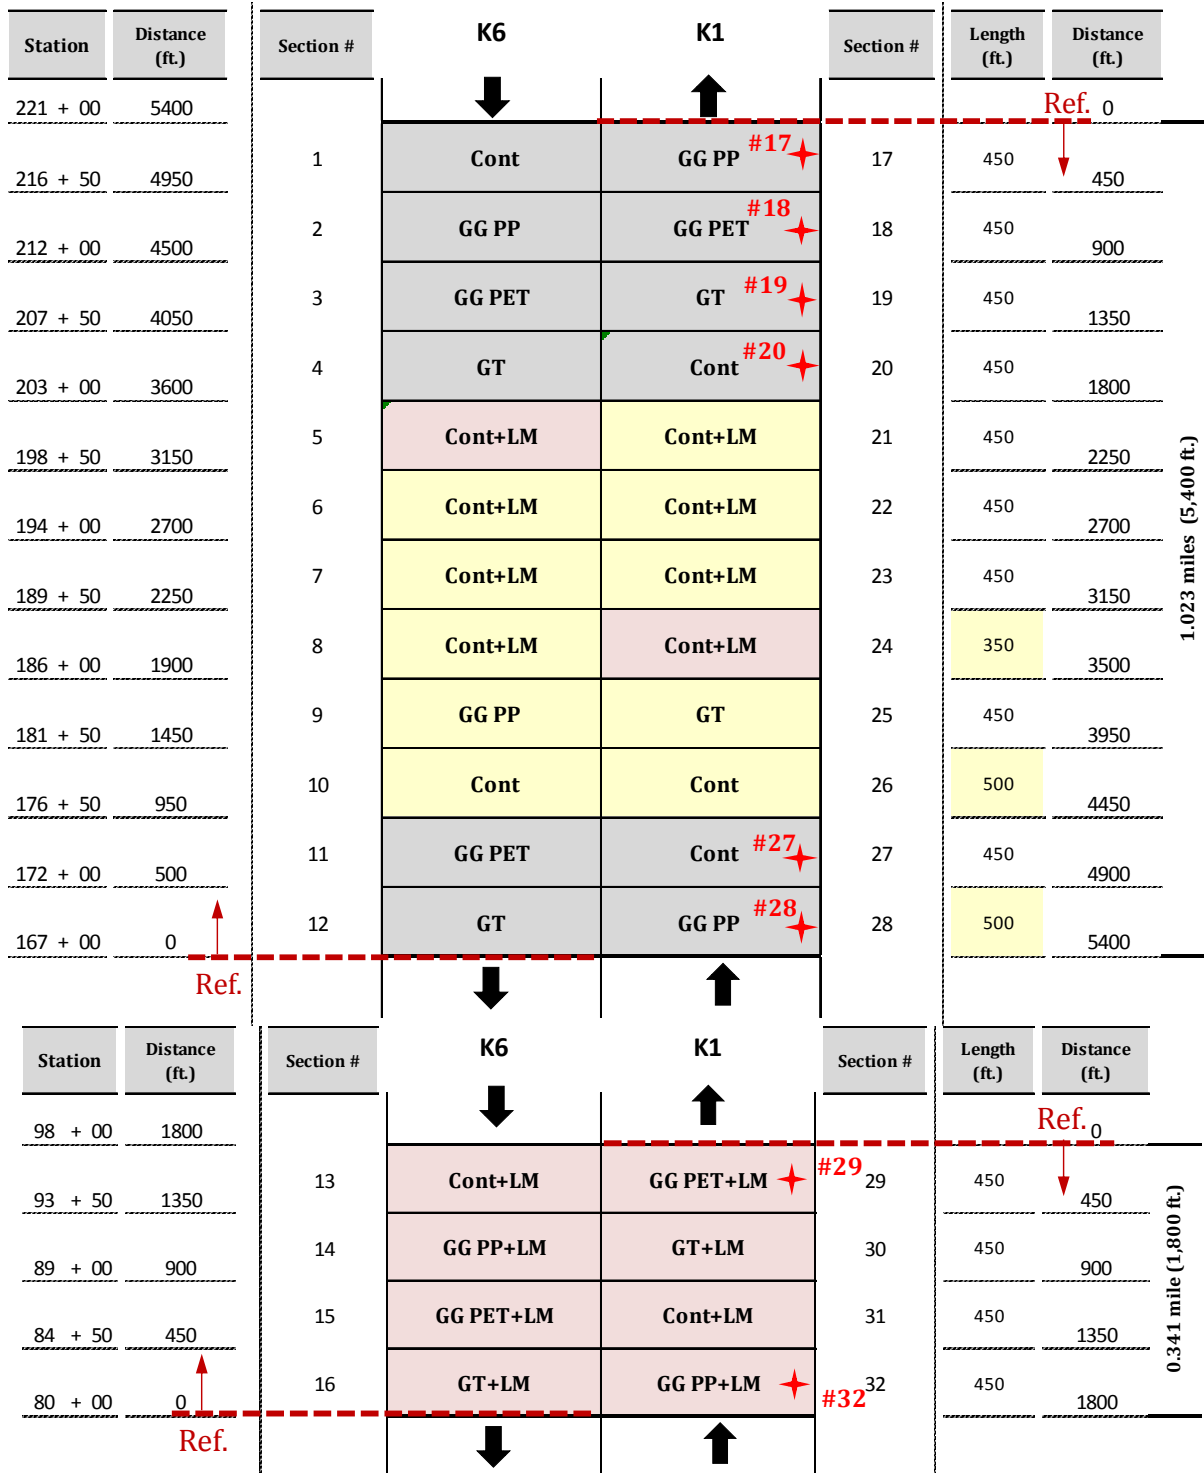 Station Distance (ft.) Section # K6 K1 Section # Length (ft.) Distance (ft.)
221 + 00 5400 Ref. 0
1 Cont GG PP #17 17 450
216 + 50 4950 450
2 GG PP GG PET #18 18 450
212 + 00 4500 900
3 GG PET GT #19 19 450
207 + 50 4050 1350
4 GT Cont #20 20 450
203 + 00 3600 1800
5 Cont+LM Cont+LM 21 450
198 + 50 3150 2250
6 Cont+LM Cont+LM 22 450
194 + 00 2700 2700
7 Cont+LM Cont+LM 23 450
189 + 50 2250 3150
8 Cont+LM Cont+LM 24 350
186 + 00 1900 3500
9 GG PP GT 25 450
181 + 50 1450 3950
10 Cont Cont 26 500
176 + 50 950 4450
11 GG PET Cont #27 27 450
172 + 00 500 4900
12 GT GG PP #28 28 500
167 + 00 0 5400
Ref.
1.023 miles (5,400 ft.)
Station Distance (ft.) Section # K6 K1 Section # Length (ft.) Distance (ft.)
98 + 00 1800 Ref. 0
13 Cont+LM GG PET+LM #29 29 450
93 + 50 1350 450
14 GG PP+LM GT+LM 30 450
89 + 00 900 900
15 GG PET+LM Cont+LM 31 450
84 + 50 450 1350
16 GT+LM GG PP+LM #32 32 450
80 + 00 0 1800
Ref.
0.341 mile (1,800 ft.)